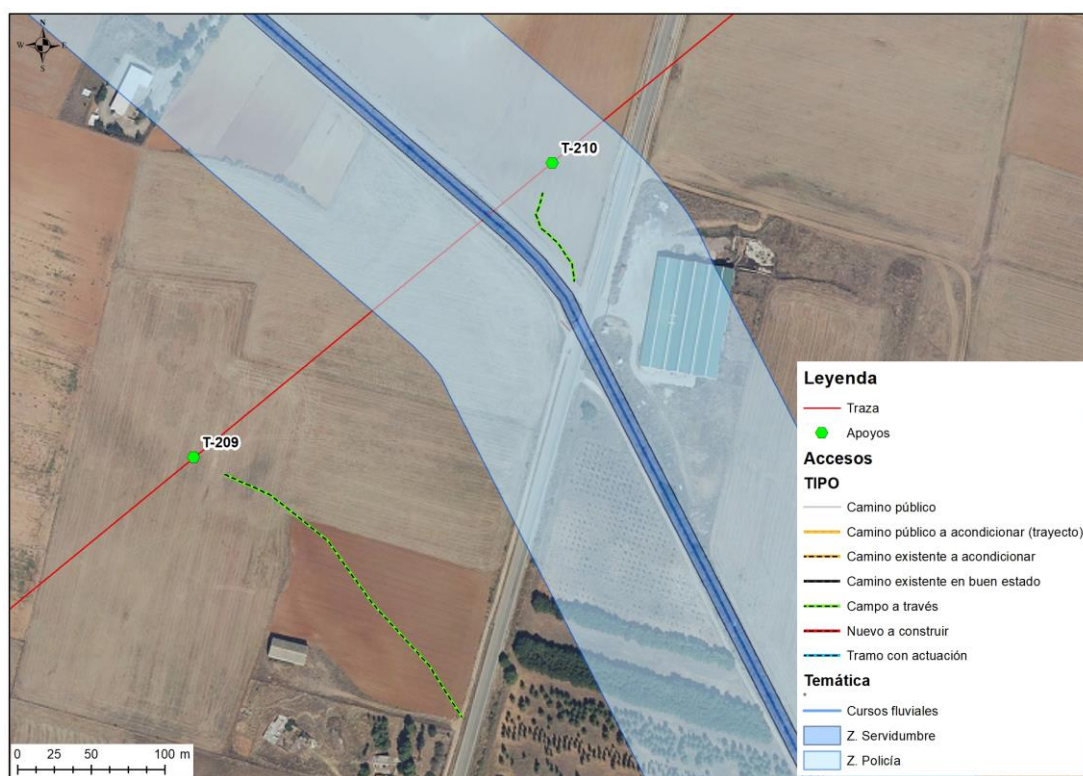 N
W E
S
T-210
T-209
Leyenda
Traza
Apoyos
Accesos
TIPO
Camino público
Camino público a acondicionar (trayecto)
Camino existente a acondicionar
Camino existente en buen estado
Campo a través
Nuevo a construir
Tramo con actuación
Temática
Cursos fluviales
Z. Servidumbre
Z. Policía
0 25 50 100 m